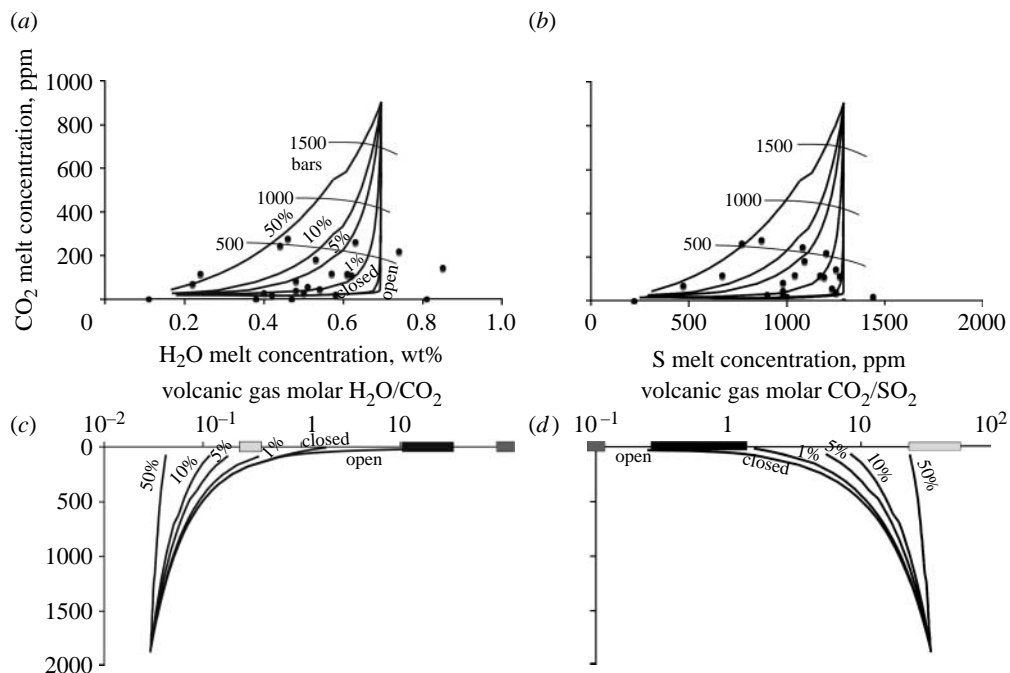 (a)
(b)
CO2 melt concentration, ppm
1000
800
600
400
200
0
1500
bars
1000
500
50%
10%
5%
1%
closed
open
0.2
0.4
0.6
0.8
1.0
H2O melt concentration, wt%
1500
1000
500
0
500
1000
1500
2000
S melt concentration, ppm
volcanic gas molar H2O/CO2
volcanic gas molar CO2/SO2
(c)
10−2
10−1
1
10
0
500
1000
1500
2000
50%
10%
5%
1%
closed
open
(d)
10−1
1
10
102
open
closed
1%
5%
10%
50%